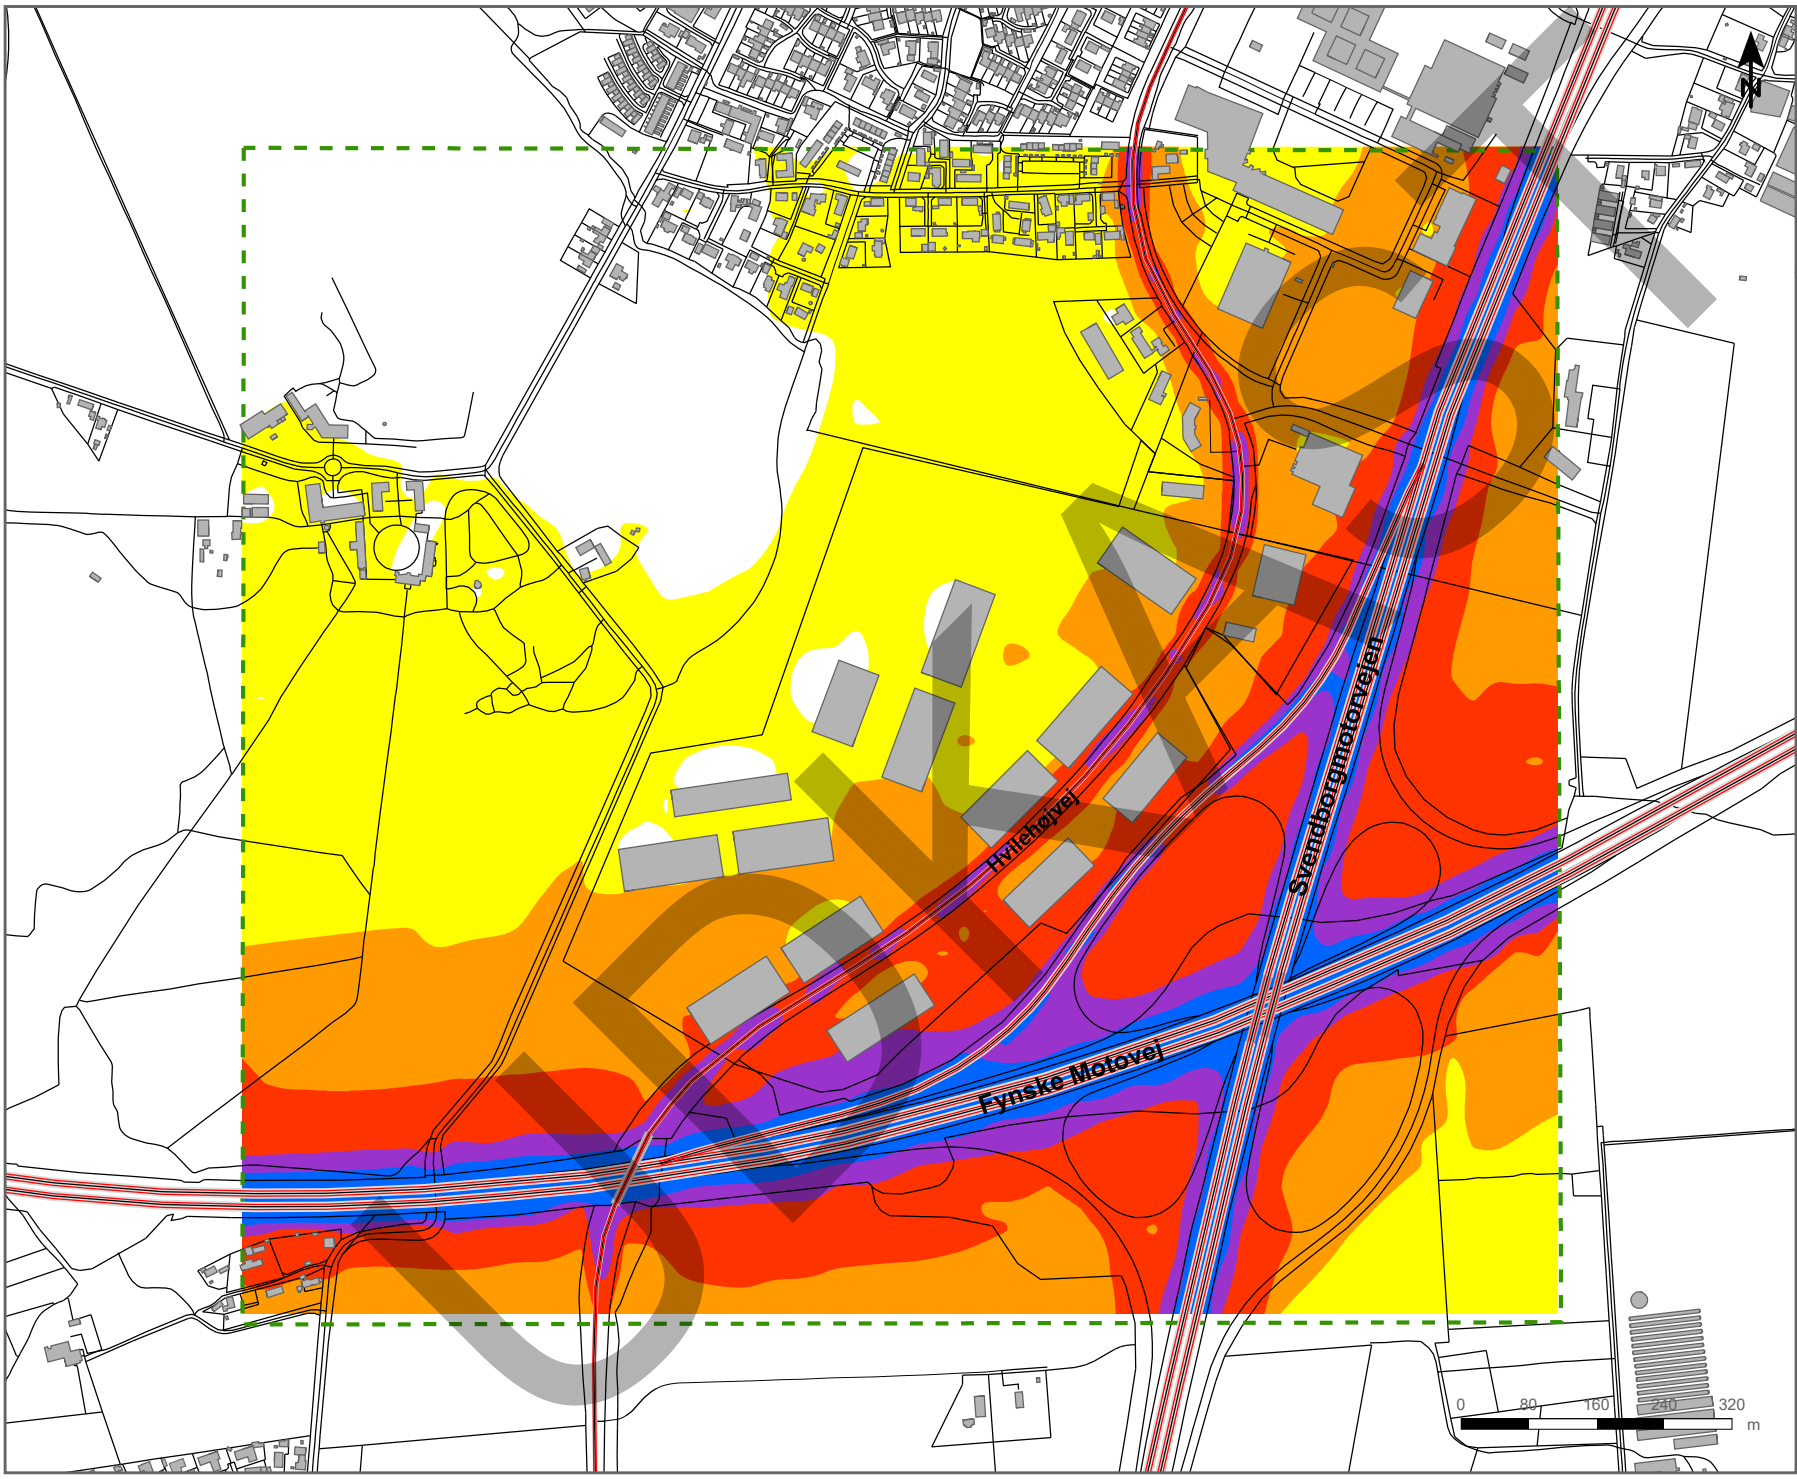 N
UDKAST
Hvilehøjvej
Svendborgmotorvejen
Fynske Motovej
0 80 160 240 320
m